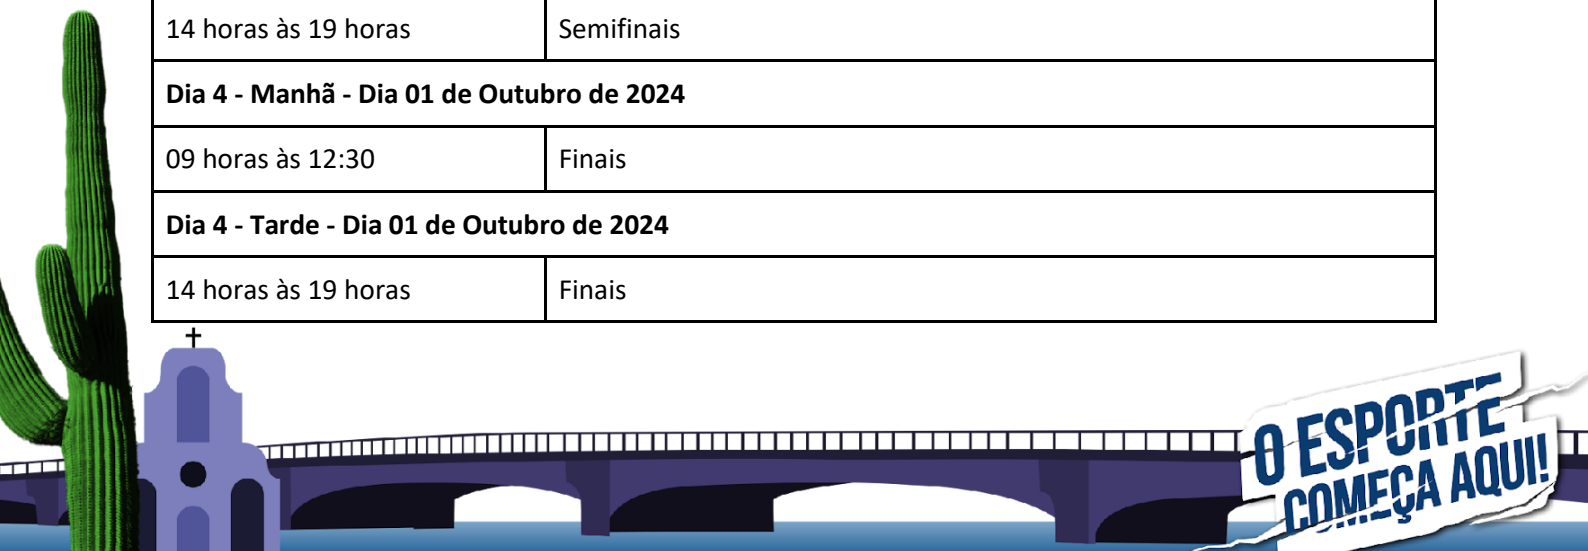 14 horas às 19 horas Semifinais
Dia 4 - Manhã - Dia 01 de Outubro de 2024
09 horas às 12:30 Finais
Dia 4 - Tarde - Dia 01 de Outubro de 2024
14 horas às 19 horas Finais
O ESPORTE
COMEÇA AQUI!